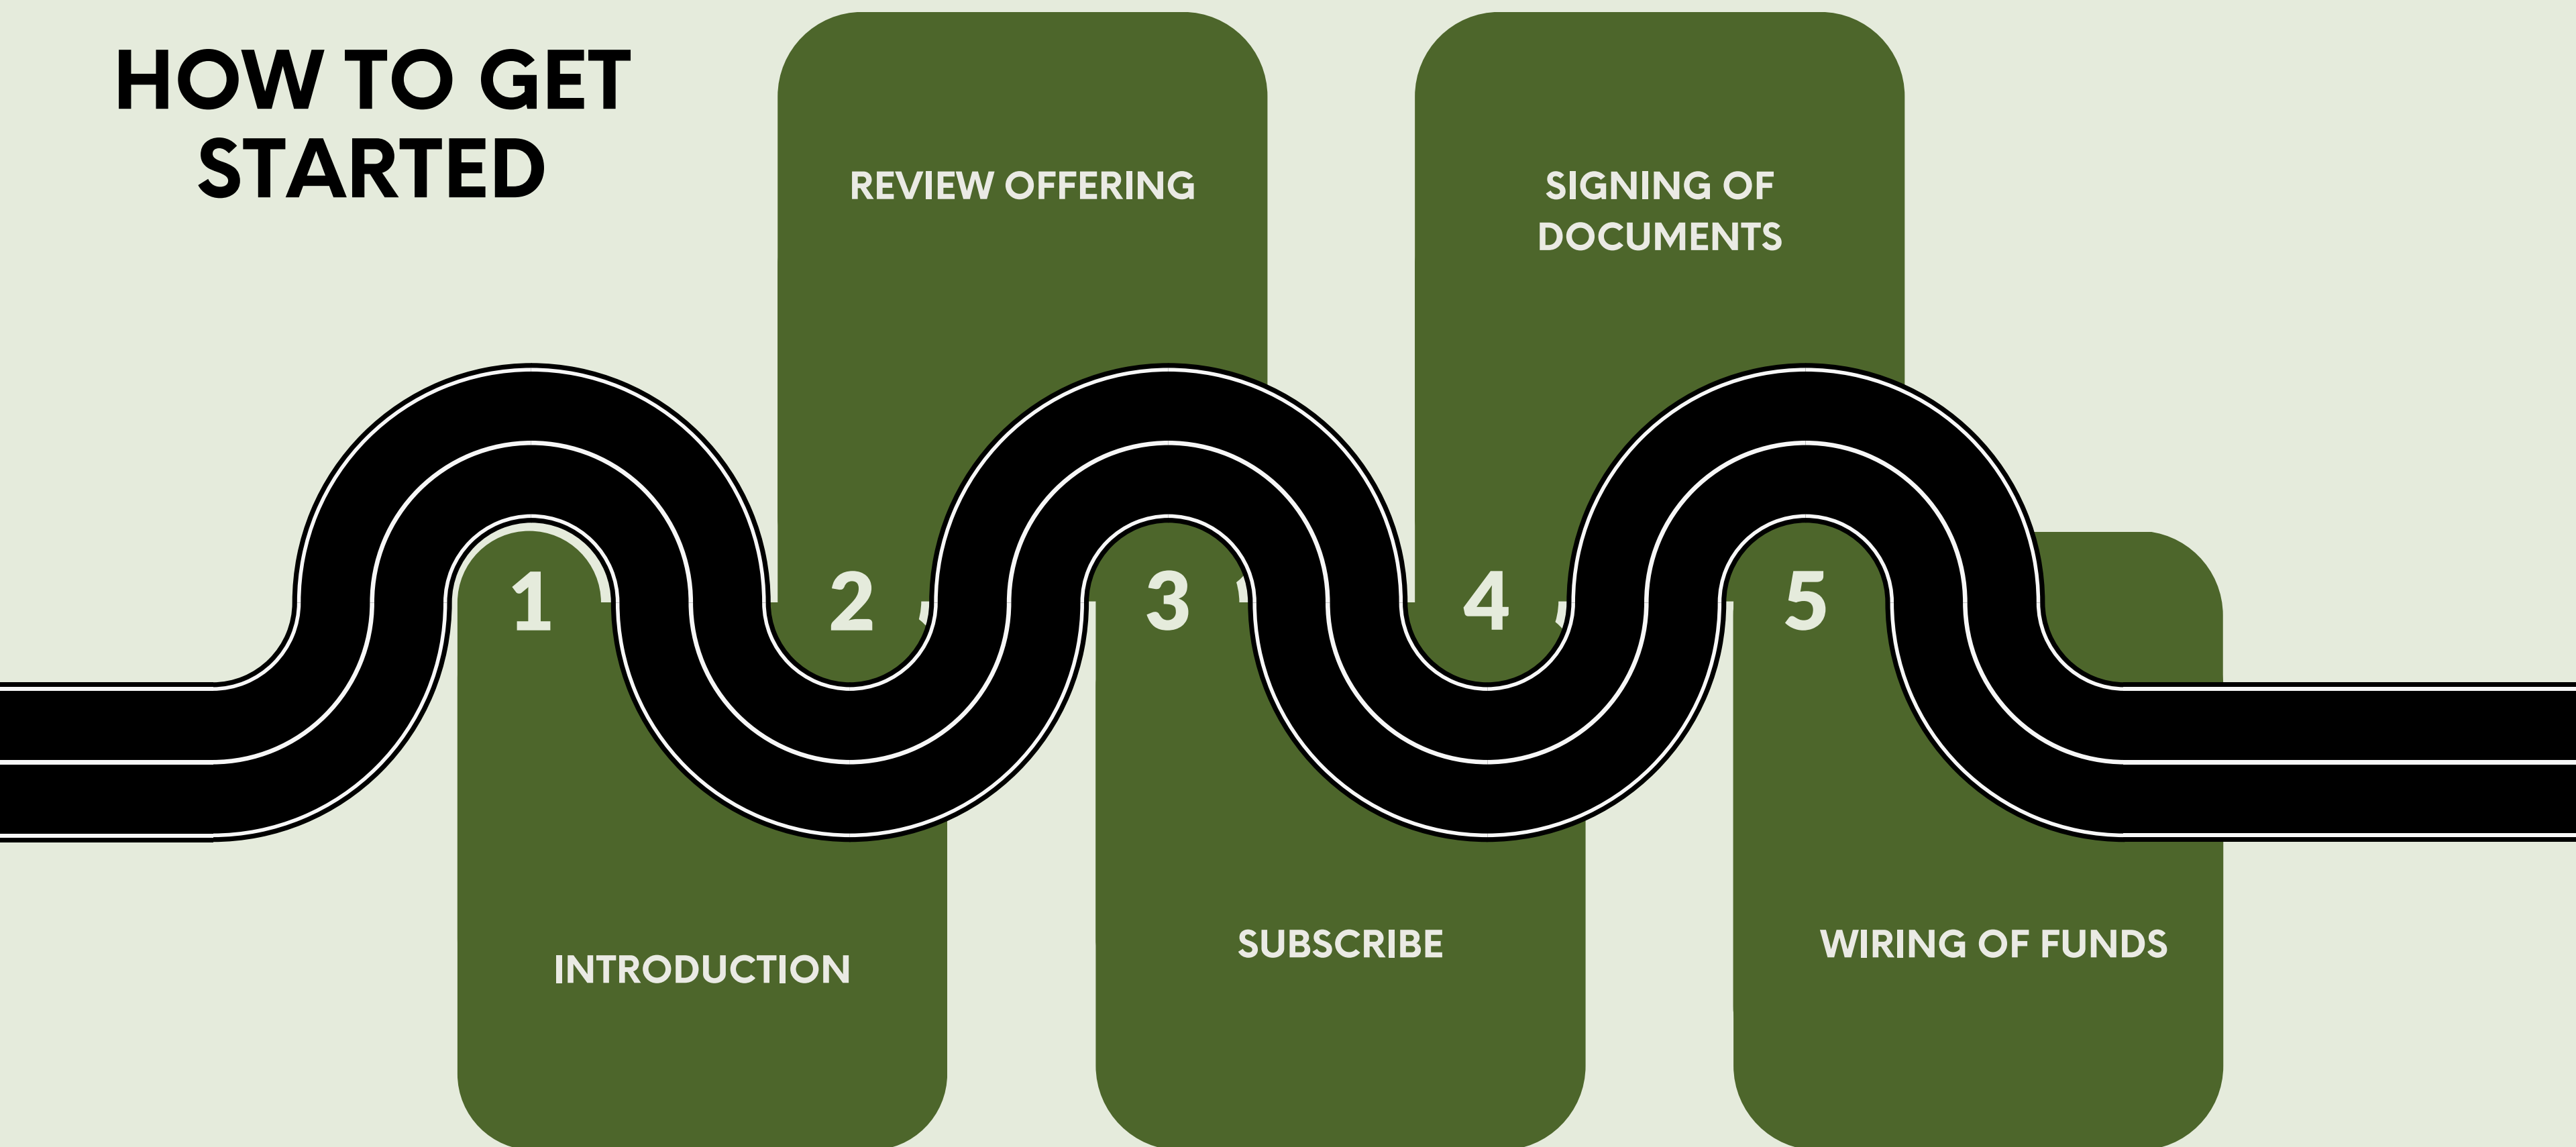 HOW TO GET
STARTED
1
INTRODUCTION
2
REVIEW OFFERING
3
SUBSCRIBE
4
SIGNING OF
DOCUMENTS
5
WIRING OF FUNDS